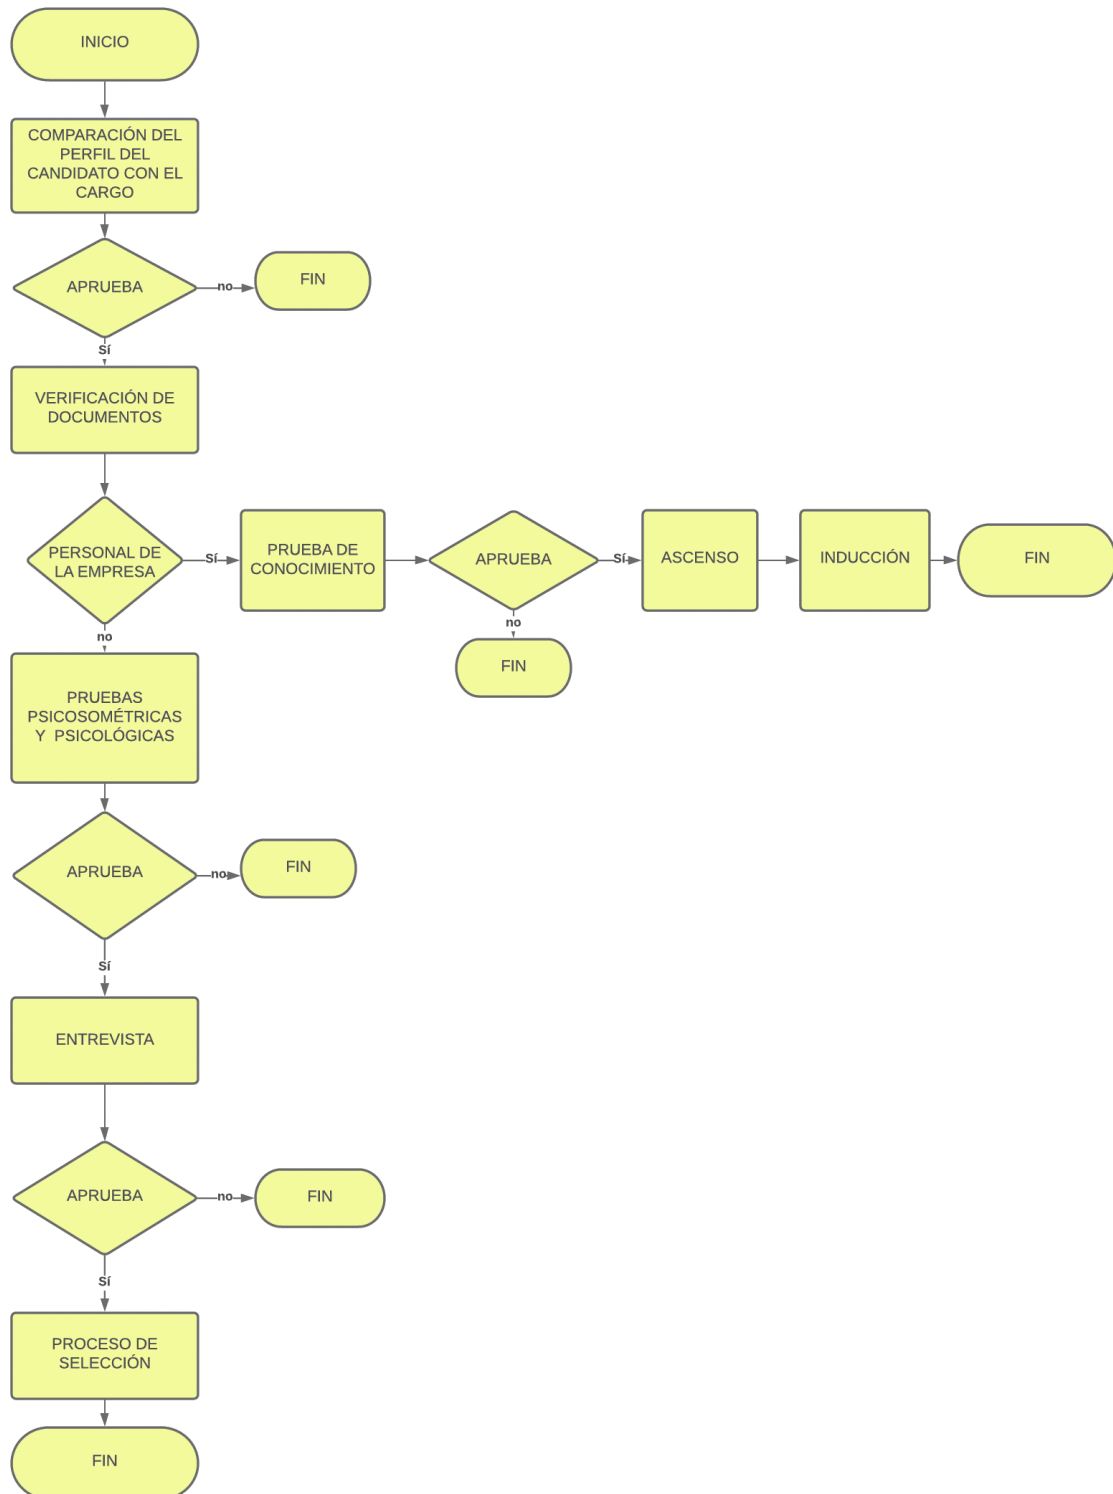 INICIO
COMPARACIÓN DEL
PERFIL DEL
CANDIDATO CON EL
CARGO
APRUEBA
no
FIN
Sí
VERIFICACIÓN DE
DOCUMENTOS
PERSONAL DE
LA EMPRESA
Sí
PRUEBA DE
CONOCIMIENTO
APRUEBA
Sí
ASCENSO
INDUCCIÓN
FIN
no
FIN
no
PRUEBAS
PSICOSOMÉTRICAS
Y PSICOLÓGICAS
APRUEBA
no
FIN
Sí
ENTREVISTA
APRUEBA
no
FIN
Sí
PROCESO DE
SELECCIÓN
FIN